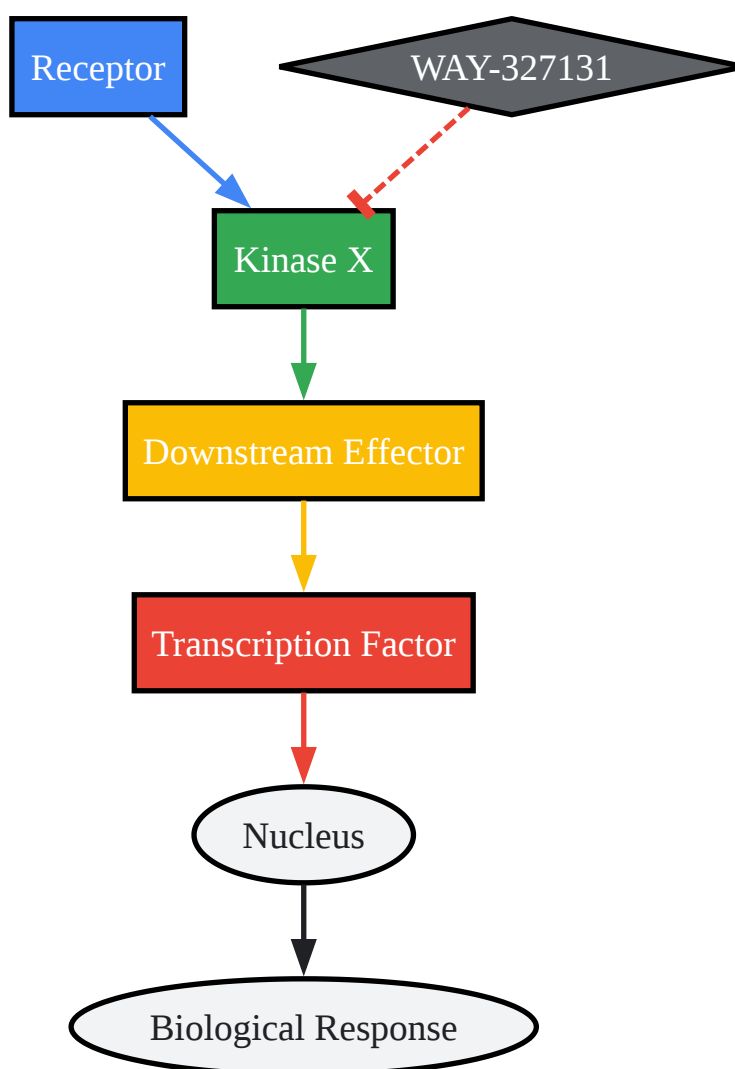 Receptor
WAY-327131
Kinase X
Downstream Effector
Transcription Factor
Nucleus
Biological Response